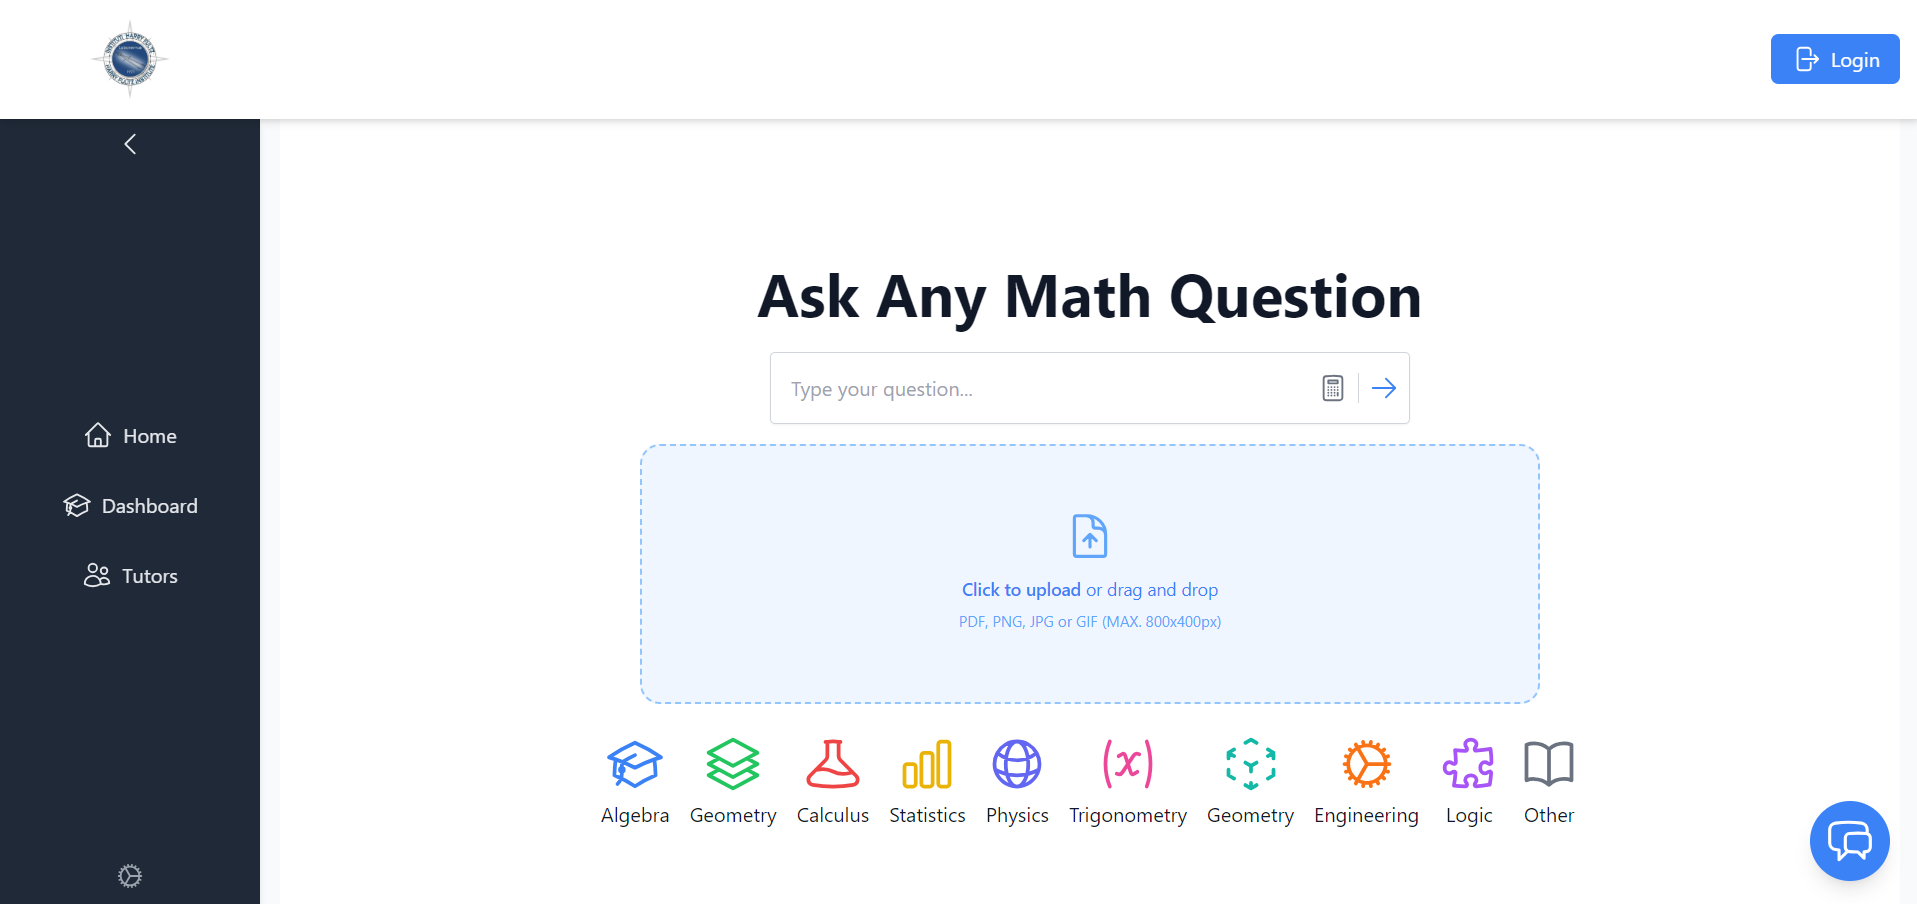 Login
Home
Dashboard
Tutors
Ask Any Math Question
Type your question...
Click to upload or drag and drop
PDF, PNG, JPG or GIF (MAX. 800x400px)
Algebra
Geometry
Calculus
Statistics
Physics
Trigonometry
Geometry
Engineering
Logic
Other